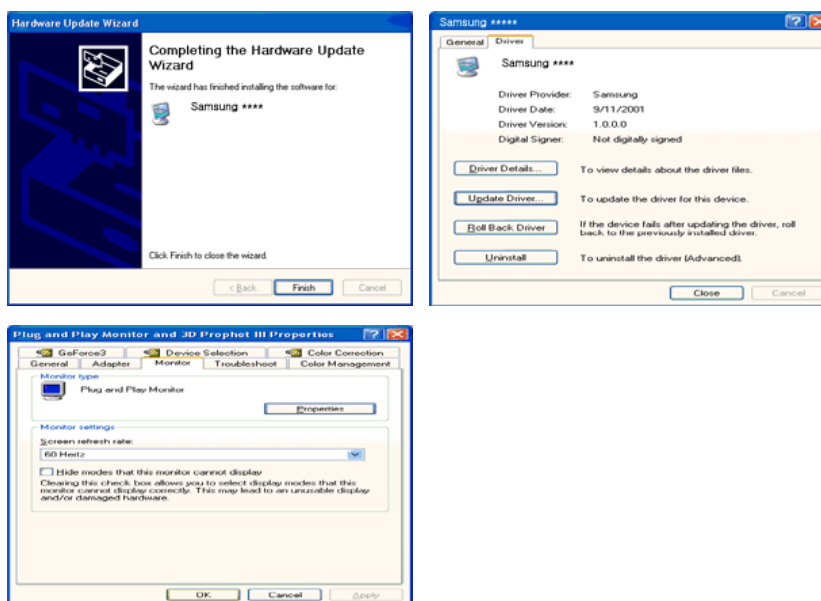 Hardware Update Wizard
Completing the Hardware Update
Wizard
The wizard has finished installing the software for:
Samsung ****
Click Finish to close the wizard.
< Back
Finish
Cancel
Samsung *****
General
Driver
Samsung ****
Driver Provider: Samsung
Driver Date: 9/11/2001
Driver Version: 1.0.0.0
Digital Signer: Not digitally signed
Driver Details...
To view details about the driver files.
Update Driver...
To update the driver for this device.
Roll Back Driver
If the device fails after updating the driver, roll
back to the previously installed driver.
Uninstall
To uninstall the driver (Advanced).
Close
Cancel
Plug and Play Monitor and 3D Prophet III Properties
GeForce3
Device Selection
Color Correction
General
Adapter
Monitor
Troubleshoot
Color Management
Monitor type
Plug and Play Monitor
Properties
Monitor settings
Screen refresh rate:
60 Hertz
Hide modes that this monitor cannot display
Clearing this check box allows you to select display modes that this
monitor cannot display correctly. This may lead to an unusable display
and/or damaged hardware.
OK
Cancel
Apply